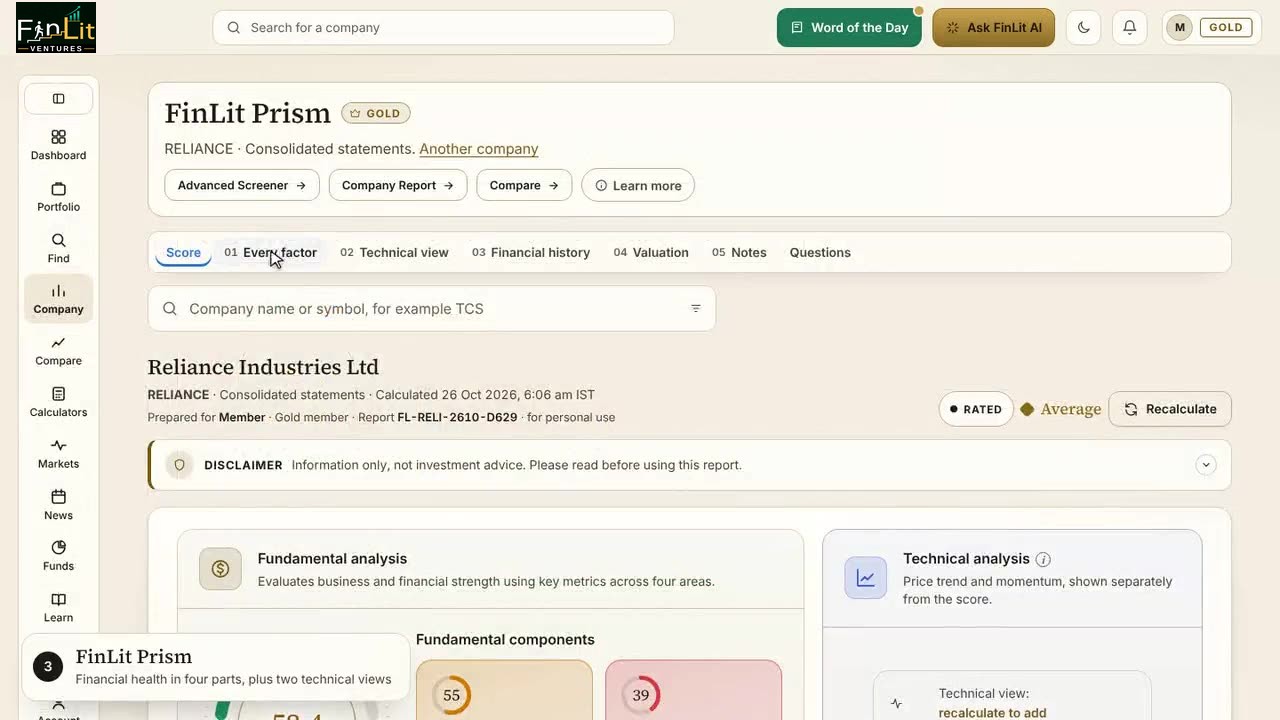 FinLit
VENTURES
Search for a company
Word of the Day
Ask FinLit AI
M
GOLD
Dashboard
Portfolio
Find
Company
Compare
Calculators
Markets
News
Funds
Learn
FinLit Prism
GOLD
RELIANCE · Consolidated statements. Another company
Advanced Screener →
Company Report →
Compare →
Learn more
Score
01 Every factor
02 Technical view
03 Financial history
04 Valuation
05 Notes
Questions
Company name or symbol, for example TCS
Reliance Industries Ltd
RELIANCE · Consolidated statements · Calculated 26 Oct 2026, 6:06 am IST
Prepared for Member · Gold member · Report FL-RELI-2610-D629 · for personal use
RATED
Average
Recalculate
DISCLAIMER Information only, not investment advice. Please read before using this report.
Fundamental analysis
Evaluates business and financial strength using key metrics across four areas.
Fundamental components
55
39
Technical analysis
Price trend and momentum, shown separately
from the score.
Technical view:
recalculate to add
3
FinLit Prism
Financial health in four parts, plus two technical views